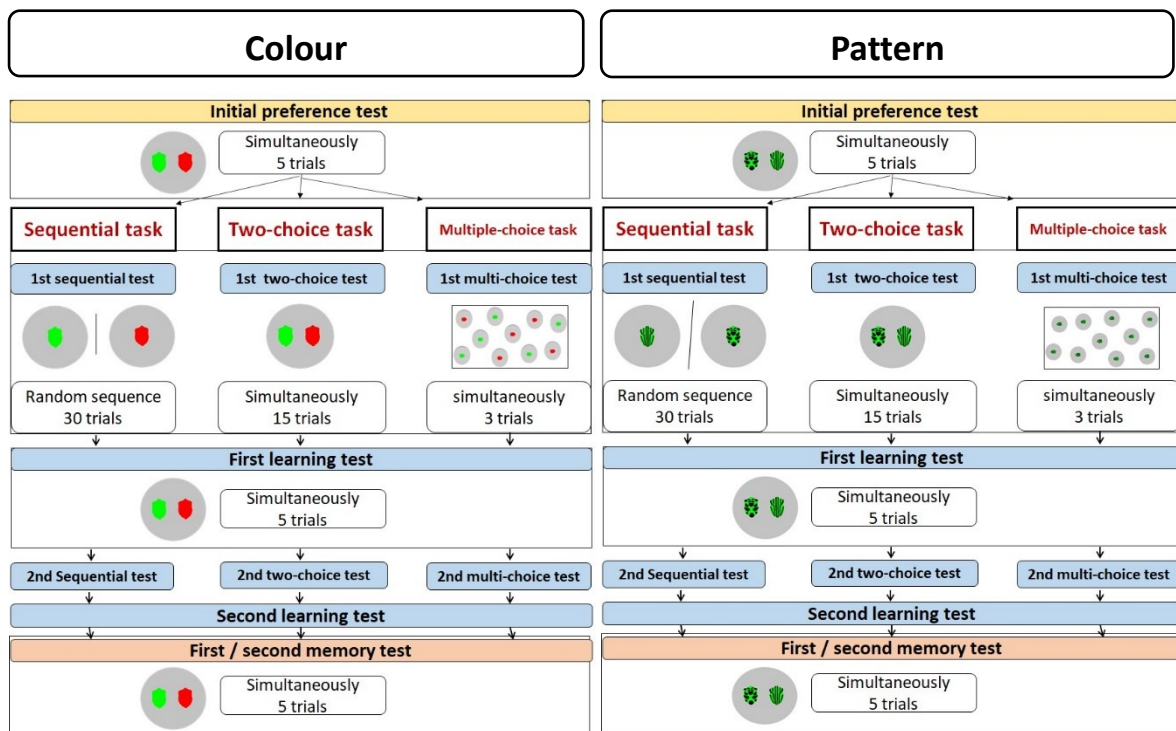 Colour
Initial preference test
Simultaneously
5 trials
Sequential task
Two-choice task
Multiple-choice task
1st sequential test
1st two-choice test
1st multi-choice test
Random sequence
30 trials
Simultaneously
15 trials
simultaneously
3 trials
First learning test
Simultaneously
5 trials
2nd Sequential test
2nd two-choice test
2nd multi-choice test
Second learning test
First / second memory test
Simultaneously
5 trials
Pattern
Initial preference test
Simultaneously
5 trials
Sequential task
Two-choice task
Multiple-choice task
1st sequential test
1st two-choice test
1st multi-choice test
Random sequence
30 trials
Simultaneously
15 trials
simultaneously
3 trials
First learning test
Simultaneously
5 trials
2nd Sequential test
2nd two-choice test
2nd multi-choice test
Second learning test
First / second memory test
Simultaneously
5 trials